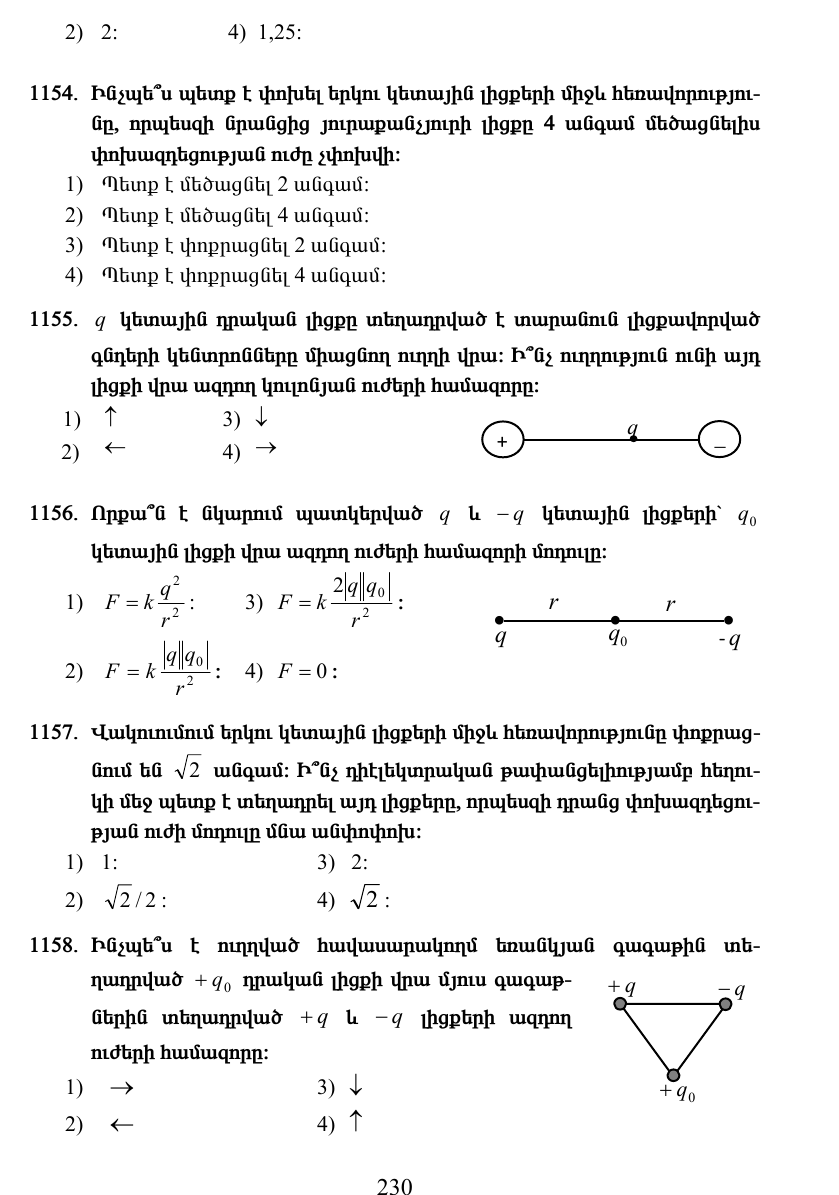 2) 2: 4) 1,25:
1154. Ինչպե՞ս պետք է փոխել երկու կետային լիցքերի միջև հեռավորությու-
նը, որպեսզի նրանցից յուրաքանչյուրի լիցքը 4 անգամ մեծացնելիս
փոխազդեցության ուժը չփոխվի:
1) Պետք է մեծացնել 2 անգամ:
2) Պետք է մեծացնել 4 անգամ:
3) Պետք է փոքրացնել 2 անգամ:
4) Պետք է փոքրացնել 4 անգամ:
1155. q կետային դրական լիցքը տեղադրված է տարանուն լիցքավորված
գնդերի կենտրոնները միացնող ուղղի վրա: Ի՞նչ ուղղություն ունի այդ
լիցքի վրա ազդող կուլոնյան ուժերի համազորը:
1) ↑ 3) ↓
2) ← 4) →
+ q –
1156. Որքա՞ն է նկարում պատկերված q և −q կետային լիցքերի՝ q₀
կետային լիցքի վրա ազդող ուժերի համազորի մոդուլը:
1) F = k q²/r² : 3) F = k 2|q||q₀|/r² :
2) F = k |q||q₀|/r² : 4) F = 0 :
r r
q q₀ -q
1157. Վակուումում երկու կետային լիցքերի միջև հեռավորությունը փոքրաց-
նում են √2 անգամ: Ի՞նչ դիէլեկտրական թափանցելիությամբ հեղու-
կի մեջ պետք է տեղադրել այդ լիցքերը, որպեսզի դրանց փոխազդեցու-
թյան ուժի մոդուլը մնա անփոփոխ:
1) 1: 3) 2:
2) √2/2 : 4) √2 :
1158. Ինչպե՞ս է ուղղված հավասարակողմ եռանկյան գագաթին տե-
ղադրված +q₀ դրական լիցքի վրա մյուս գագաթ-
ներին տեղադրված +q և −q լիցքերի ազդող
ուժերի համազորը:
1) → 3) ↓
2) ← 4) ↑
+q −q
+q₀
230